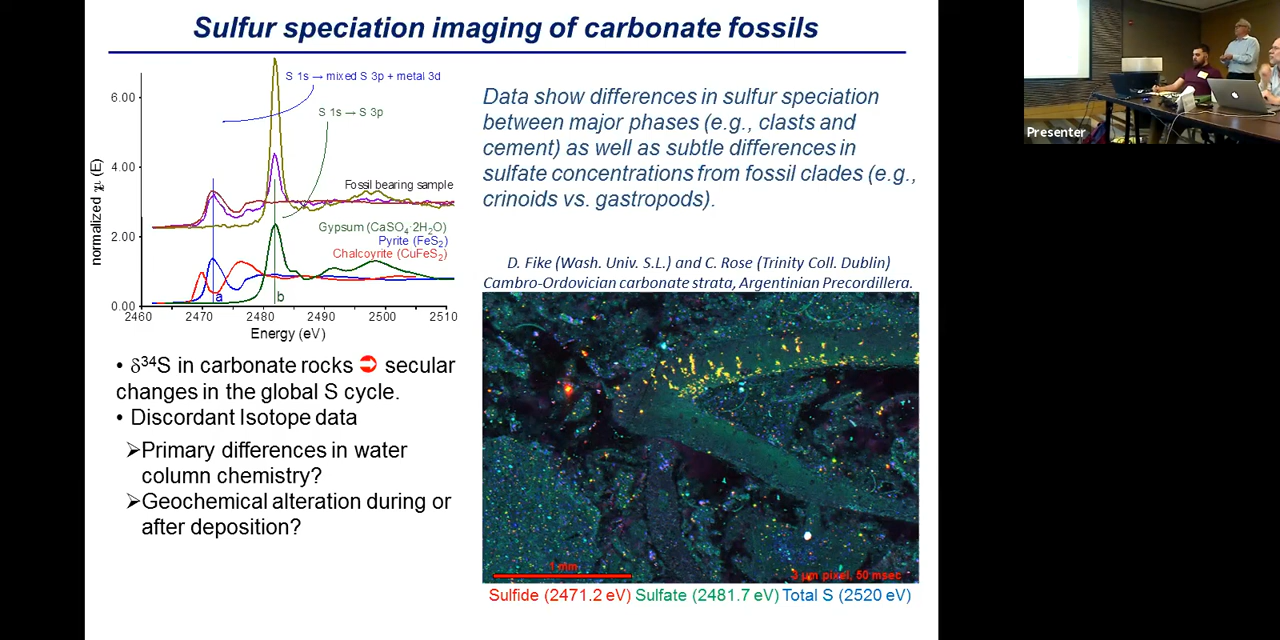 Sulfur speciation imaging of carbonate fossils
6.00
4.00
2.00
0.00
normalized χμ (E)
S 1s → mixed S 3p + metal 3d
S 1s → S 3p
Fossil bearing sample
Gypsum (CaSO4·2H2O)
Pyrite (FeS2)
Chalcoyrite (CuFeS2)
a
b
2460
2470
2482
2490
2500
2510
Energy (eV)
• δ34S in carbonate rocks ➲ secular
changes in the global S cycle.
• Discordant Isotope data
➢Primary differences in water
column chemistry?
➢Geochemical alteration during or
after deposition?
Data show differences in sulfur speciation
between major phases (e.g., clasts and
cement) as well as subtle differences in
sulfate concentrations from fossil clades (e.g.,
crinoids vs. gastropods).
D. Fike (Wash. Univ. S.L.) and C. Rose (Trinity Coll. Dublin)
Cambro-Ordovician carbonate strata, Argentinian Precordillera.
1 mm
3 µm pixel, 50 msec
Sulfide (2471.2 eV) Sulfate (2481.7 eV) Total S (2520 eV)
Presenter